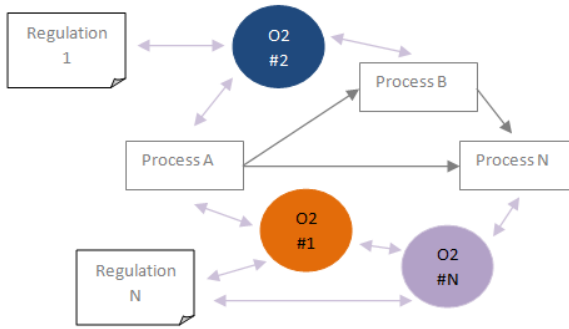 Regulation
1
O2
#2
Process B
Process A
Process N
O2
#1
O2
#N
Regulation
N